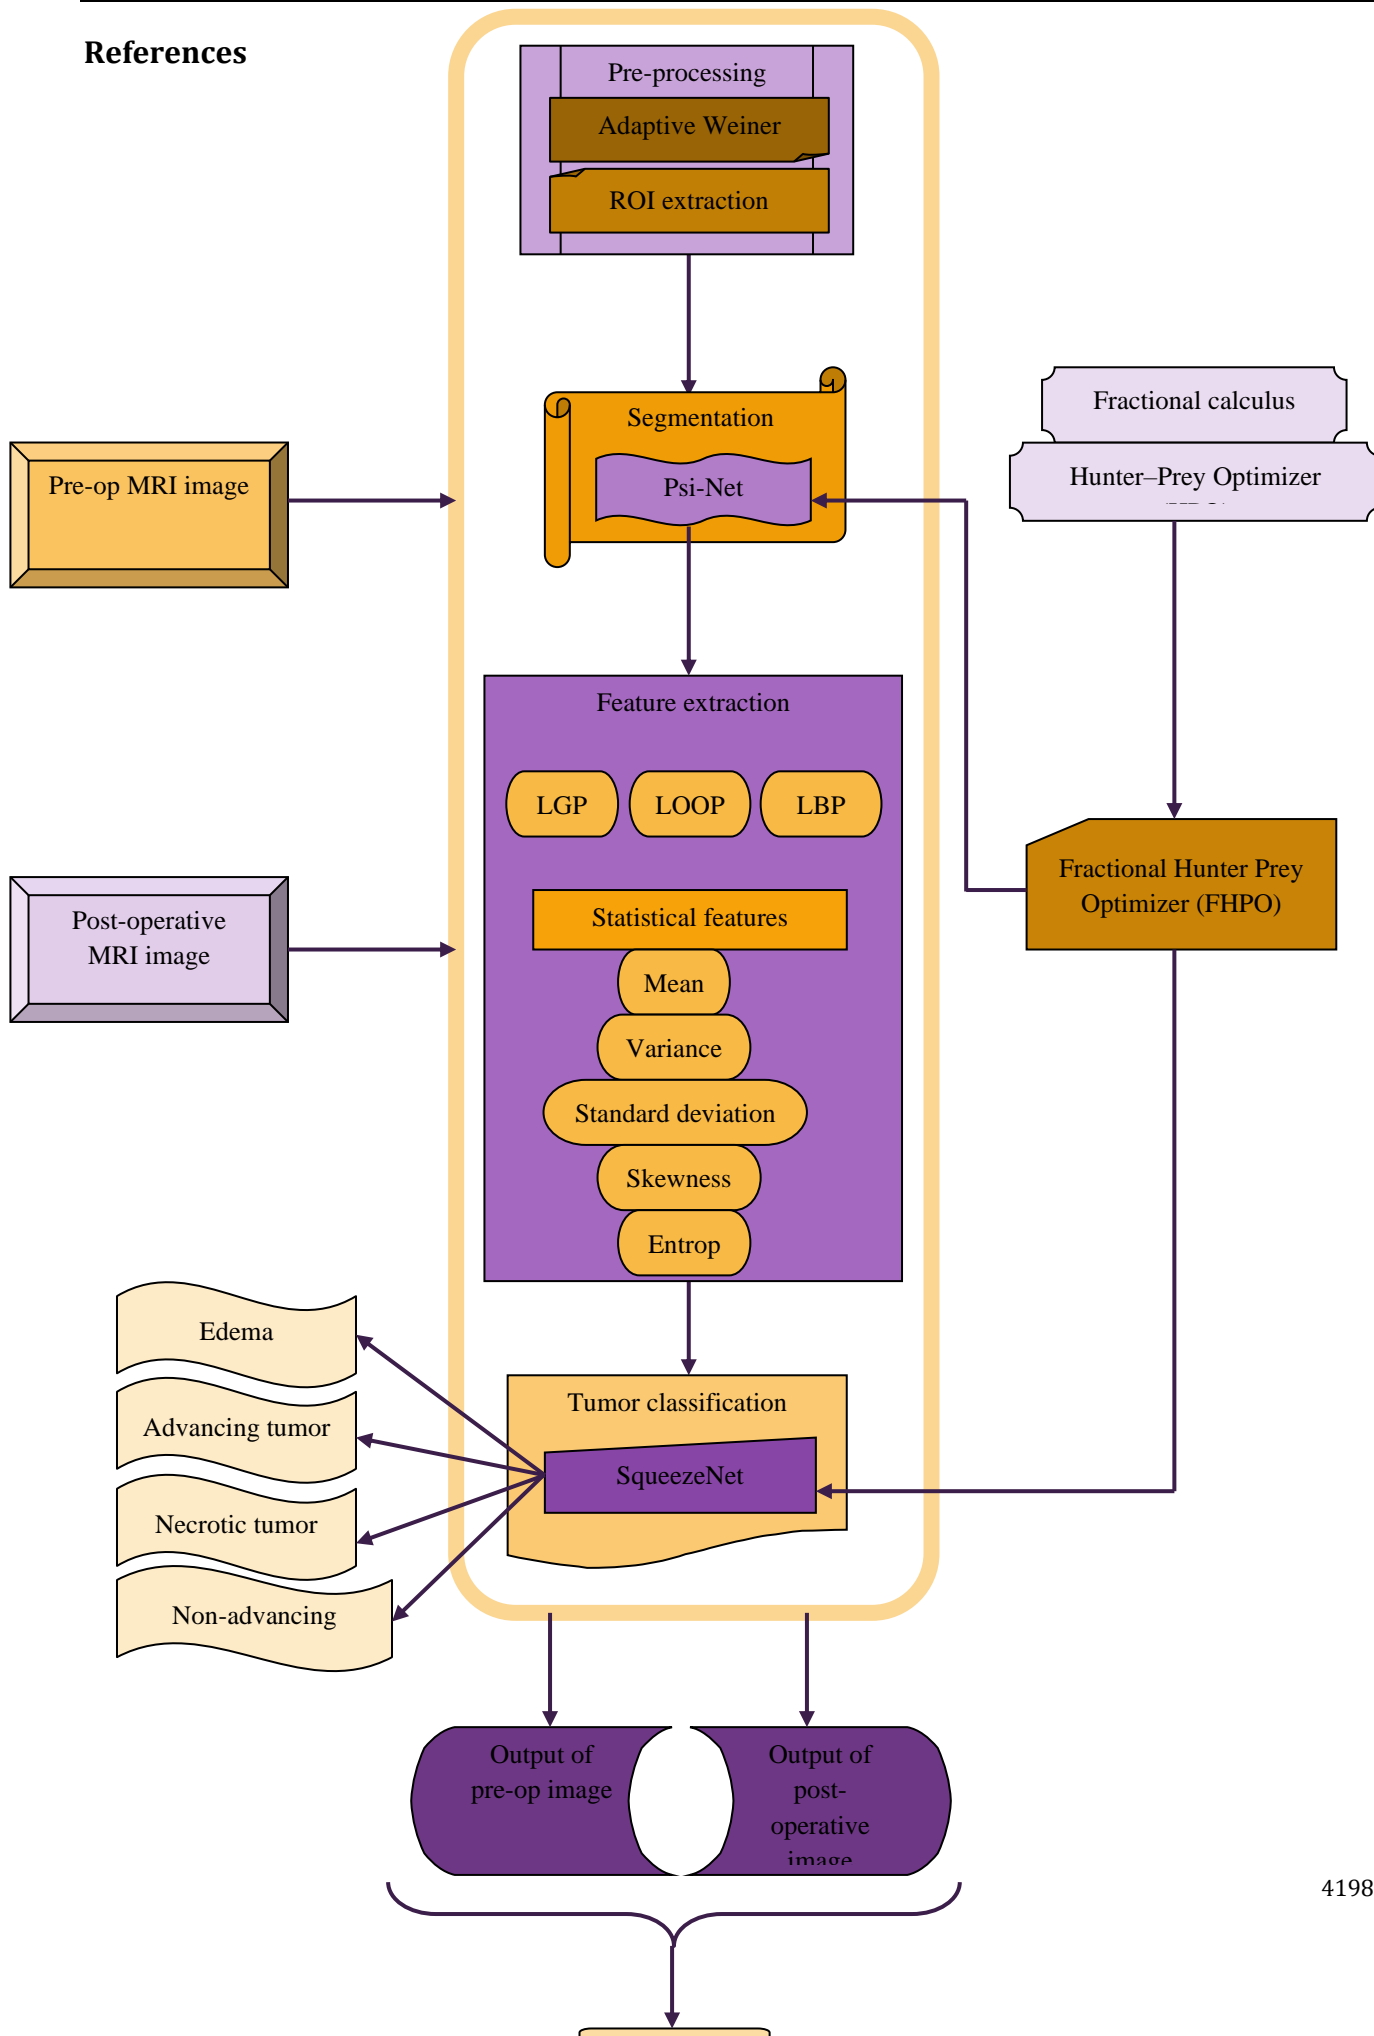 References
Pre-processing
Adaptive Weiner
ROI extraction
Segmentation
Psi-Net
Fractional calculus
Hunter–Prey Optimizer
Pre-op MRI image
Feature extraction
LGP
LOOP
LBP
Statistical features
Mean
Variance
Standard deviation
Skewness
Entrop
Fractional Hunter Prey
Optimizer (FHPO)
Post-operative
MRI image
Tumor classification
SqueezeNet
Edema
Advancing tumor
Necrotic tumor
Non-advancing
Output of
pre-op image
Output of
post-
operative
image
4198